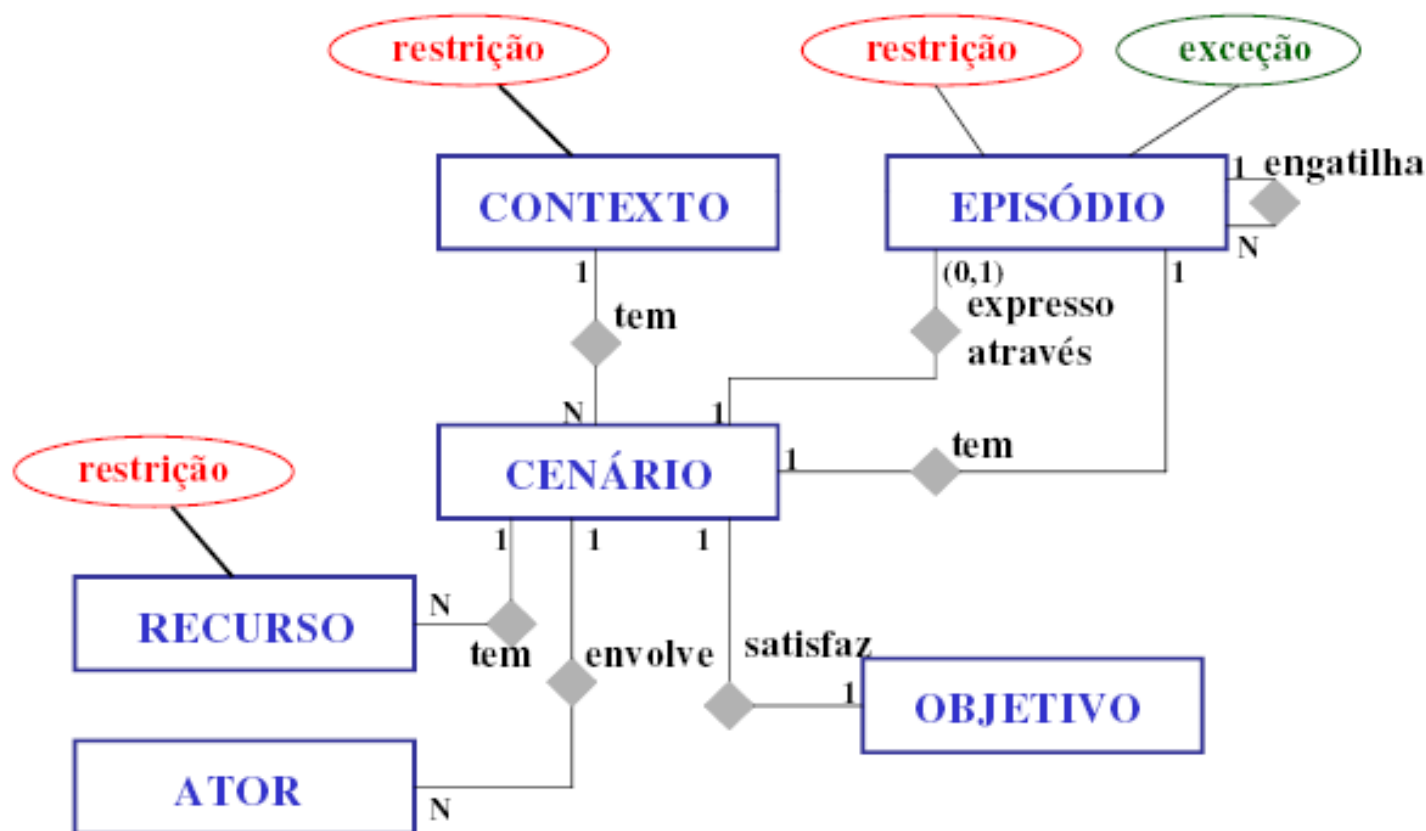 restrição
restrição
exceção
CONTEXTO
EPISÓDIO
1
engatilha
N
1
(0,1)
1
tem
expresso
através
N
1
CENÁRIO
1
tem
restrição
1
1
1
RECURSO
N
tem
envolve
satisfaz
1
OBJETIVO
ATOR
N